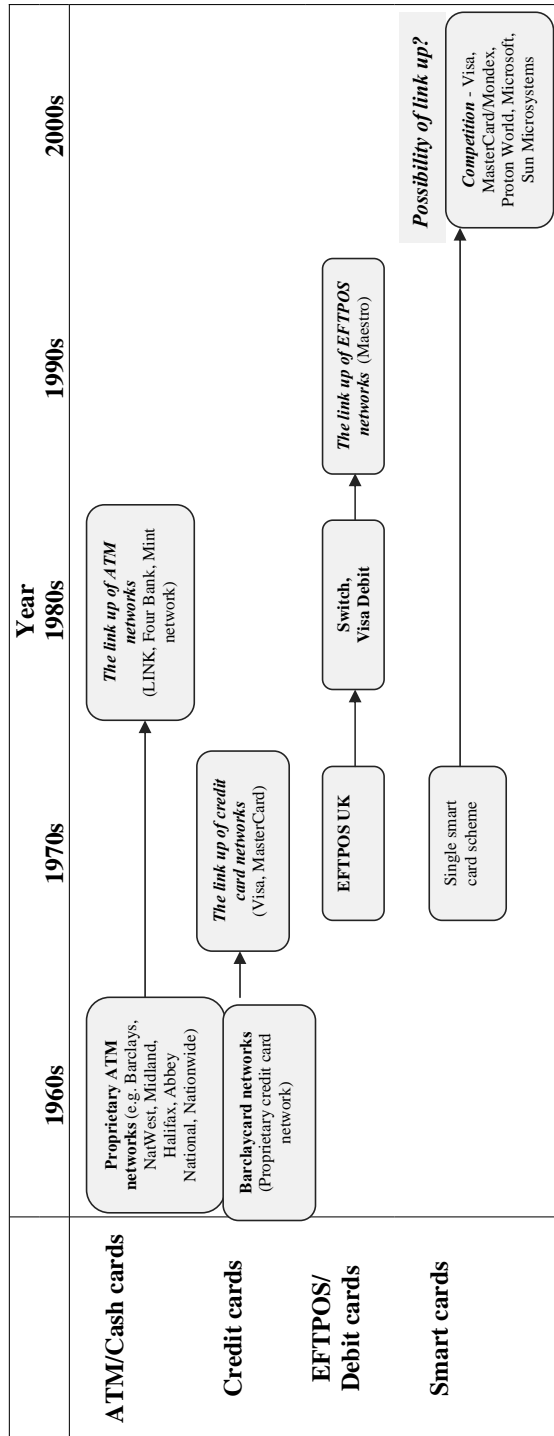 Year
1960s 1970s 1980s 1990s 2000s
ATM/Cash cards
Proprietary ATM
networks (e.g. Barclays,
NatWest, Midland,
Halifax, Abbey
National, Nationwide)
The link up of ATM
networks
(LINK, Four Bank, Mint
network)
Credit cards
Barclaycard networks
(Proprietary credit card
network)
The link up of credit
card networks
(Visa, MasterCard)
EFTPOS/
Debit cards
EFTPOS UK
Switch,
Visa Debit
The link up of EFTPOS
networks (Maestro)
Smart cards
Single smart
card scheme
Possibility of link up?
Competition - Visa,
MasterCard/Mondex,
Proton World, Microsoft,
Sun Microsystems